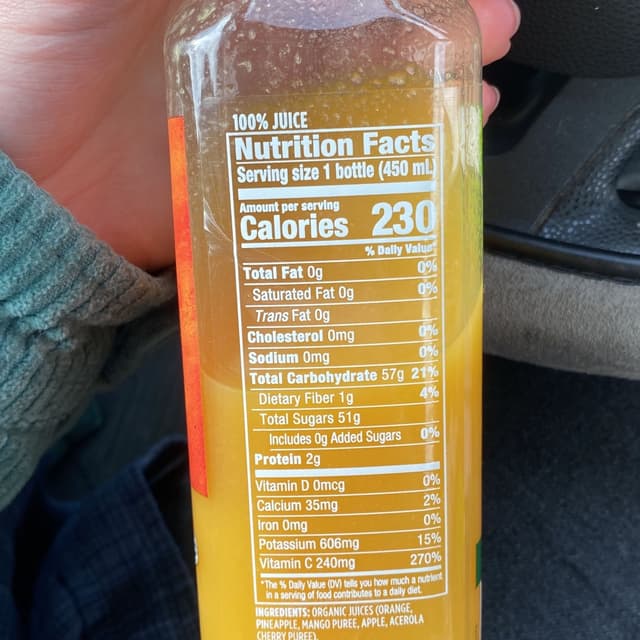 100% JUICE
Nutrition Facts
Serving size 1 bottle (450 mL)
Amount per serving
Calories 230
% Daily Value*
Total Fat 0g 0%
Saturated Fat 0g 0%
Trans Fat 0g
Cholesterol 0mg 0%
Sodium 0mg 0%
Total Carbohydrate 57g 21%
Dietary Fiber 1g 4%
Total Sugars 51g
Includes 0g Added Sugars 0%
Protein 2g
Vitamin D 0mcg 0%
Calcium 35mg 2%
Iron 0mg 0%
Potassium 606mg 15%
Vitamin C 240mg 270%
*The % Daily Value (DV) tells you how much a nutrient
in a serving of food contributes to a daily diet.
INGREDIENTS: ORGANIC JUICES (ORANGE,
PINEAPPLE, MANGO PUREE, APPLE, ACEROLA
CHERRY PUREE).